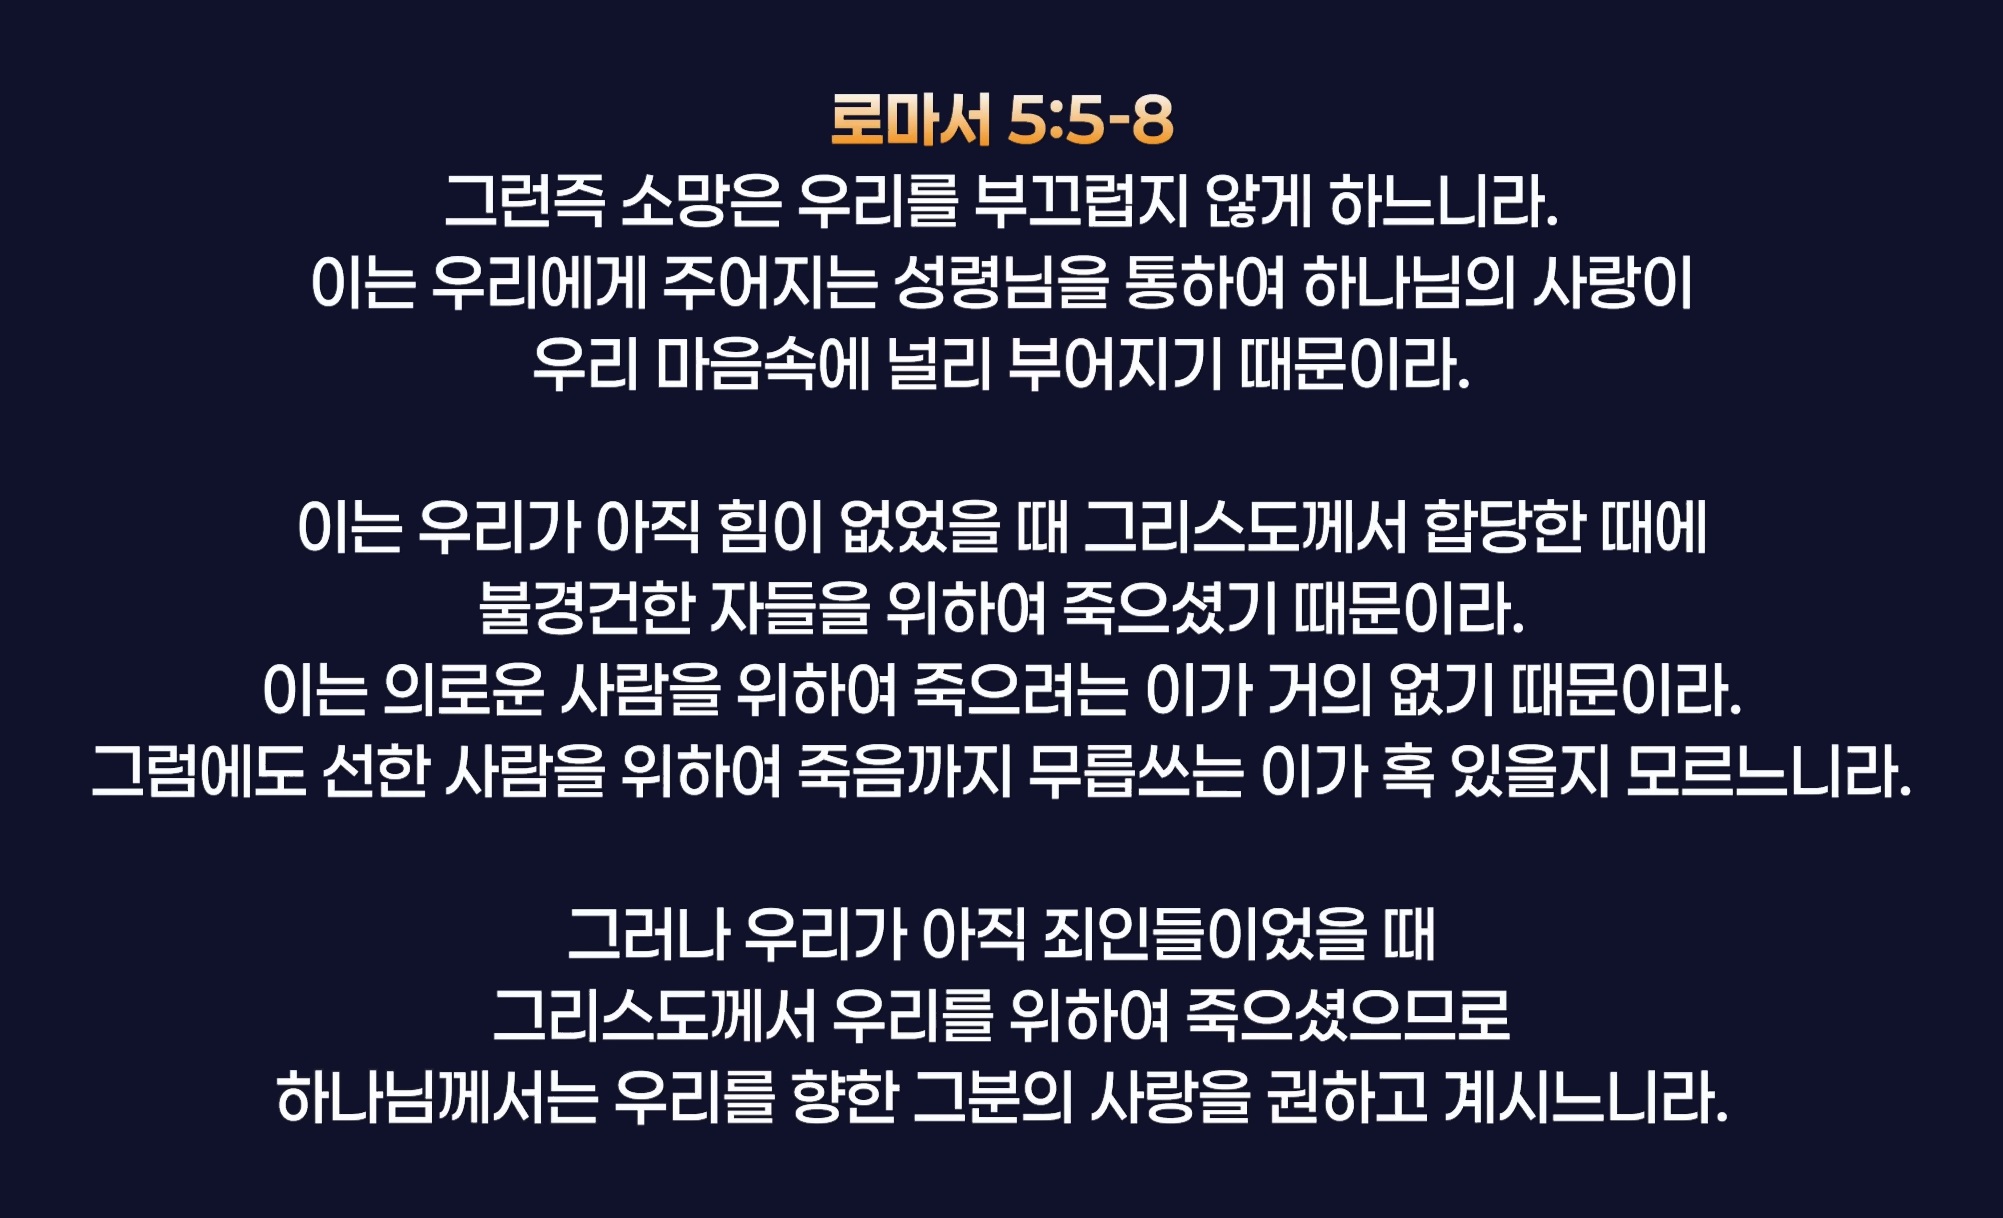 로마서 5:5-8
그런즉 소망은 우리를 부끄럽지 않게 하느니라.
이는 우리에게 주어지는 성령님을 통하여 하나님의 사랑이
우리 마음속에 널리 부어지기 때문이라.
이는 우리가 아직 힘이 없었을 때 그리스도께서 합당한 때에
불경건한 자들을 위하여 죽으셨기 때문이라.
이는 의로운 사람을 위하여 죽으려는 이가 거의 없기 때문이라.
그럼에도 선한 사람을 위하여 죽음까지 무릅쓰는 이가 혹 있을지 모르느니라.
그러나 우리가 아직 죄인들이었을 때
그리스도께서 우리를 위하여 죽으셨으므로
하나님께서는 우리를 향한 그분의 사랑을 권하고 계시느니라.